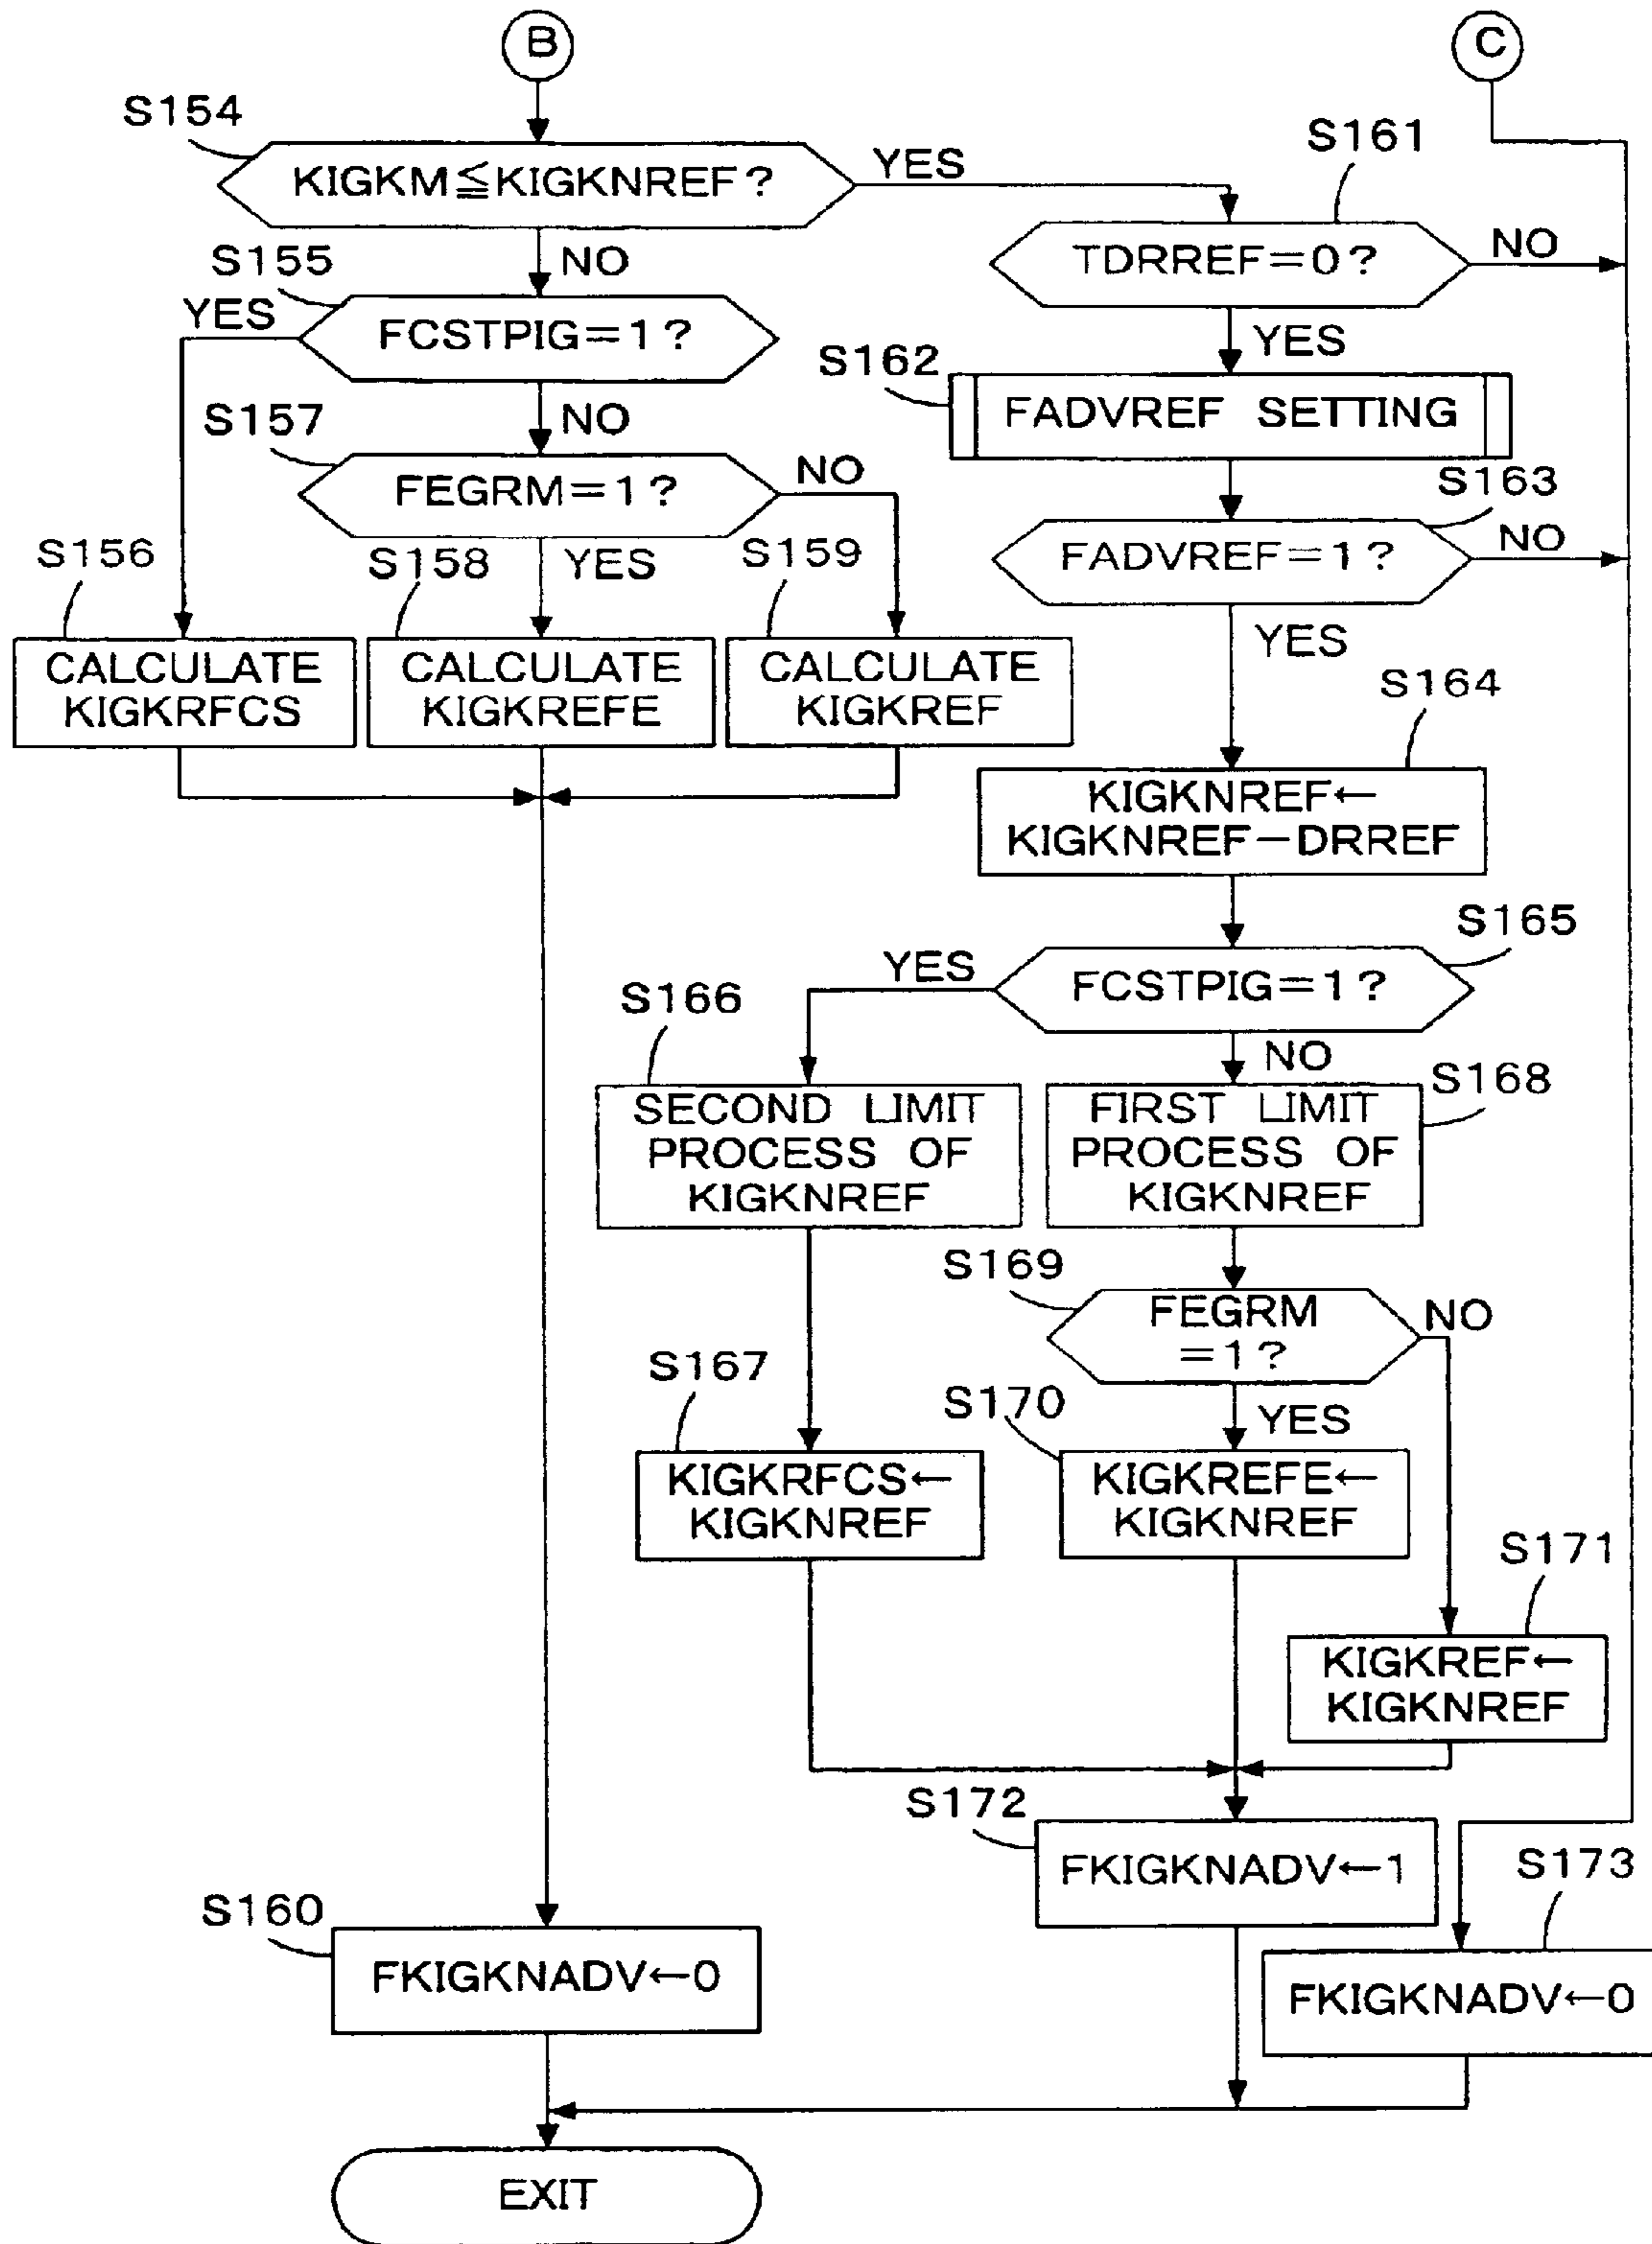 B
C
S154
KIGKM≦KIGKNREF?
YES
S161
TDRREF=0?
NO
NO
S155
YES
FCSTPIG=1?
YES
S162
FADVREF SETTING
NO
S157
FEGRM=1?
NO
S163
FADVREF=1?
NO
S156
S158
YES
S159
YES
CALCULATE
KIGKRFCS
CALCULATE
KIGKREFE
CALCULATE
KIGKREF
S164
KIGKNREF←
KIGKNREF−DRREF
S165
YES
FCSTPIG=1?
S166
NO
S168
SECOND LIMIT
PROCESS OF
KIGKNREF
FIRST LIMIT
PROCESS OF
KIGKNREF
S169
FEGRM
=1?
NO
S167
S170
YES
KIGKRFCS←
KIGKNREF
KIGKREFE←
KIGKNREF
S171
KIGKREF←
KIGKNREF
S172
FKIGKNADV←1
S173
S160
FKIGKNADV←0
FKIGKNADV←0
EXIT